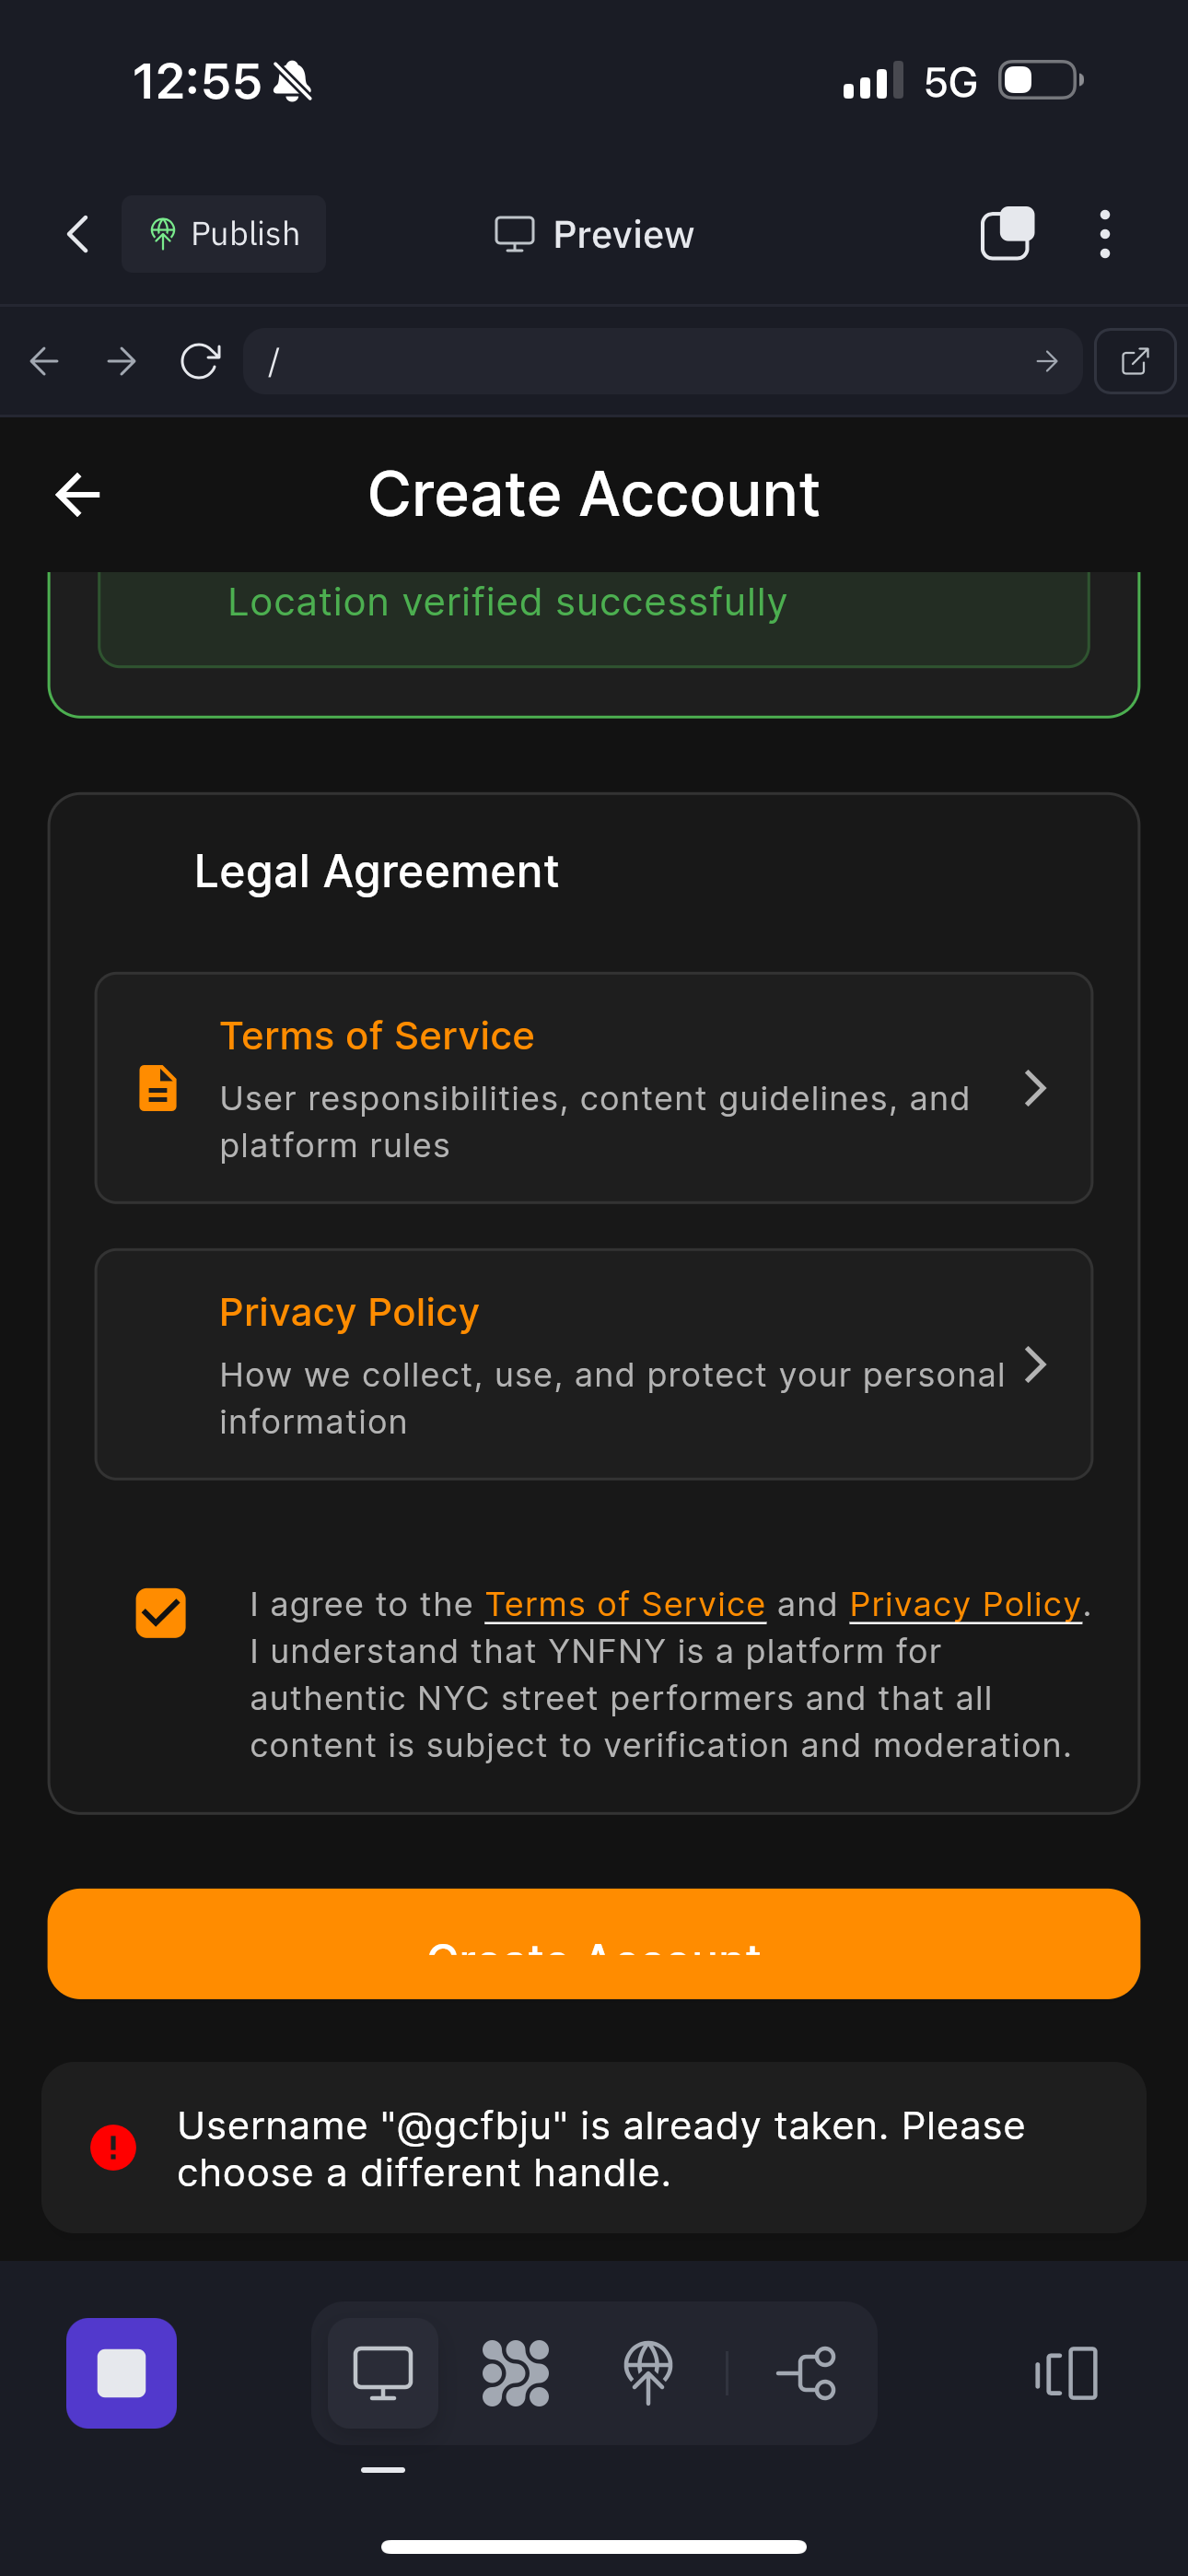 12:55
5G
Publish
Preview
/
Create Account
Location verified successfully
Legal Agreement
Terms of Service
User responsibilities, content guidelines, and
platform rules
Privacy Policy
How we collect, use, and protect your personal
information
I agree to the Terms of Service and Privacy Policy.
I understand that YNFNY is a platform for
authentic NYC street performers and that all
content is subject to verification and moderation.
Create Account
Username "@gcfbju" is already taken. Please
choose a different handle.